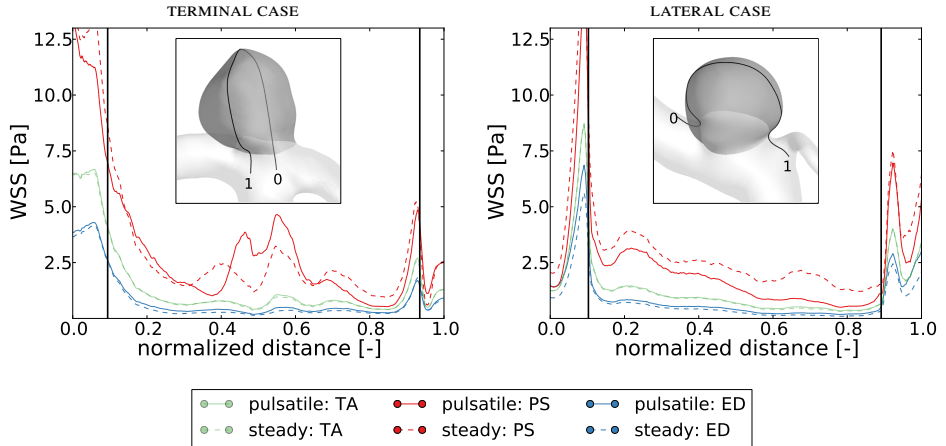 TERMINAL CASE
LATERAL CASE
12.5
10.0
7.5
5.0
2.5
WSS [Pa]
1
0
0.0 0.2 0.4 0.6 0.8 1.0
normalized distance [-]
12.5
10.0
7.5
5.0
2.5
WSS [Pa]
0
1
0.0 0.2 0.4 0.6 0.8 1.0
normalized distance [-]
pulsatile: TA pulsatile: PS pulsatile: ED
steady: TA steady: PS steady: ED